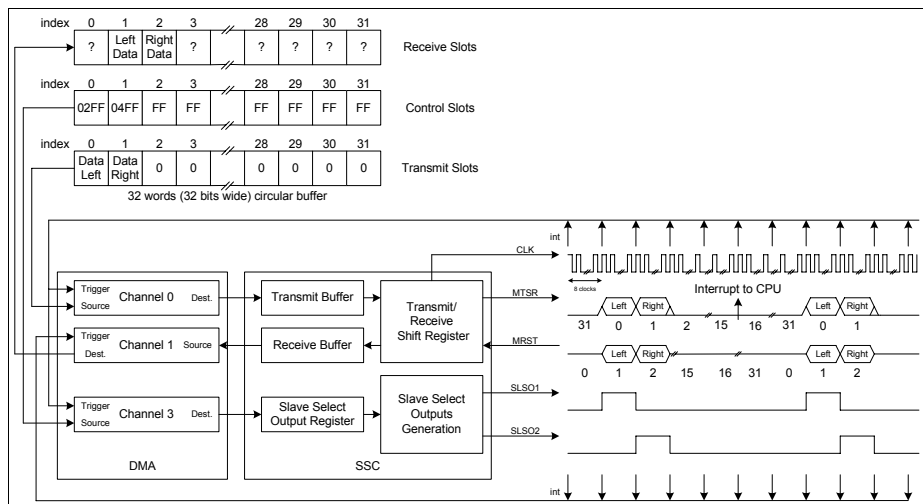 index 0 1 2 3 28 29 30 31
? Left Data Right Data ? ? ? ? ? Receive Slots
index 0 1 2 3 28 29 30 31
02FF 04FF FF FF FF FF FF FF Control Slots
index 0 1 2 3 28 29 30 31
Data Left Data Right 0 0 0 0 0 0 Transmit Slots
32 words (32 bits wide) circular buffer
int
CLK
8 clocks
Interrupt to CPU
Trigger
Source
Channel 0
Dest.
Transmit Buffer
Transmit/
Receive
Shift Register
MTSR
Left Right Left Right
31 0 1 2 15 16 31 0 1
Trigger
Dest.
Channel 1
Source
Receive Buffer
MRST
Left Right Left Right
0 1 2 15 16 31 0 1 2
Trigger
Source
Channel 3
Dest.
Slave Select
Output Register
Slave Select
Outputs
Generation
SLSO1
SLSO2
DMA
SSC
int